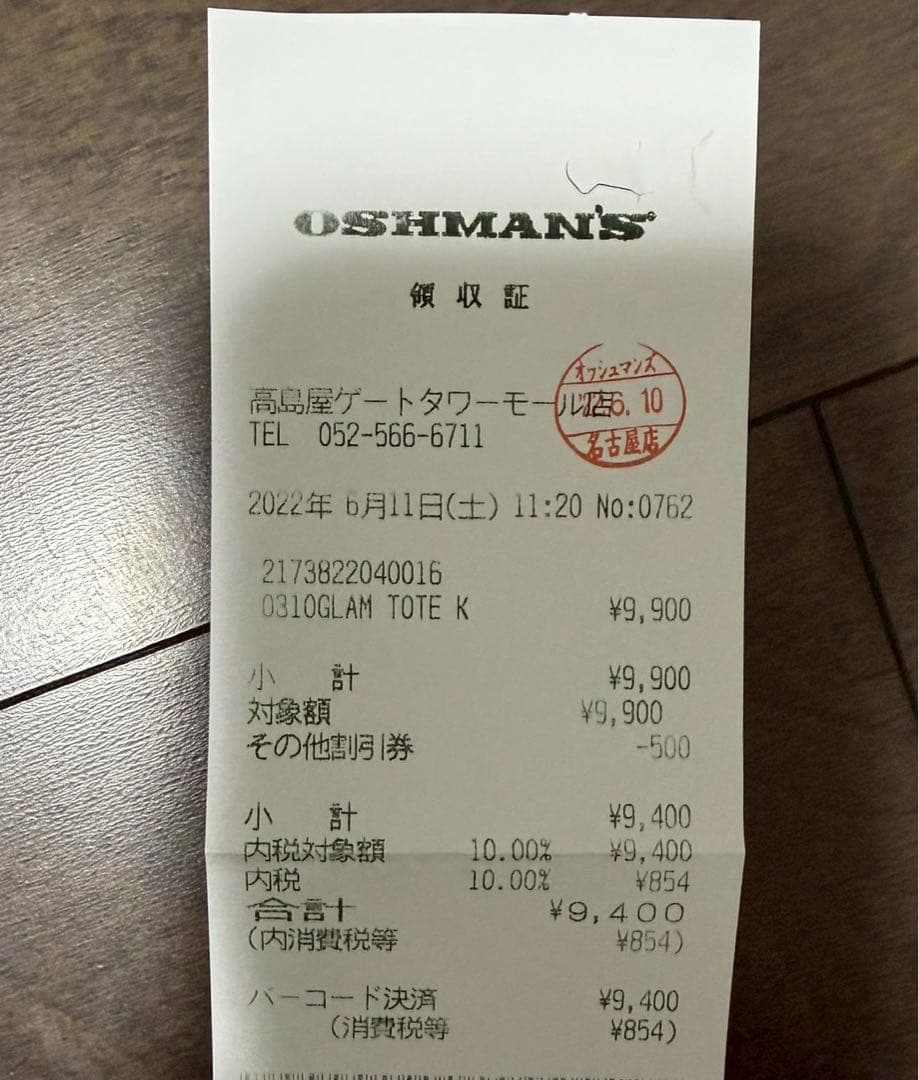 OSHMAN'S
領収証
オッシュマンズ
高島屋ゲートタワーモール店
6.10
TEL 052-566-6711
名古屋店
2022年 6月11日(土) 11:20 No:0762
2173822040016
0310GLAM TOTE K ¥9,900
小 計 ¥9,900
対象額 ¥9,900
その他割引券 -500
小 計 ¥9,400
内税対象額 10.00% ¥9,400
内税 10.00% ¥854
合計 ¥9,400
(内消費税等 ¥854)
バーコード決済 ¥9,400
(消費税等 ¥854)